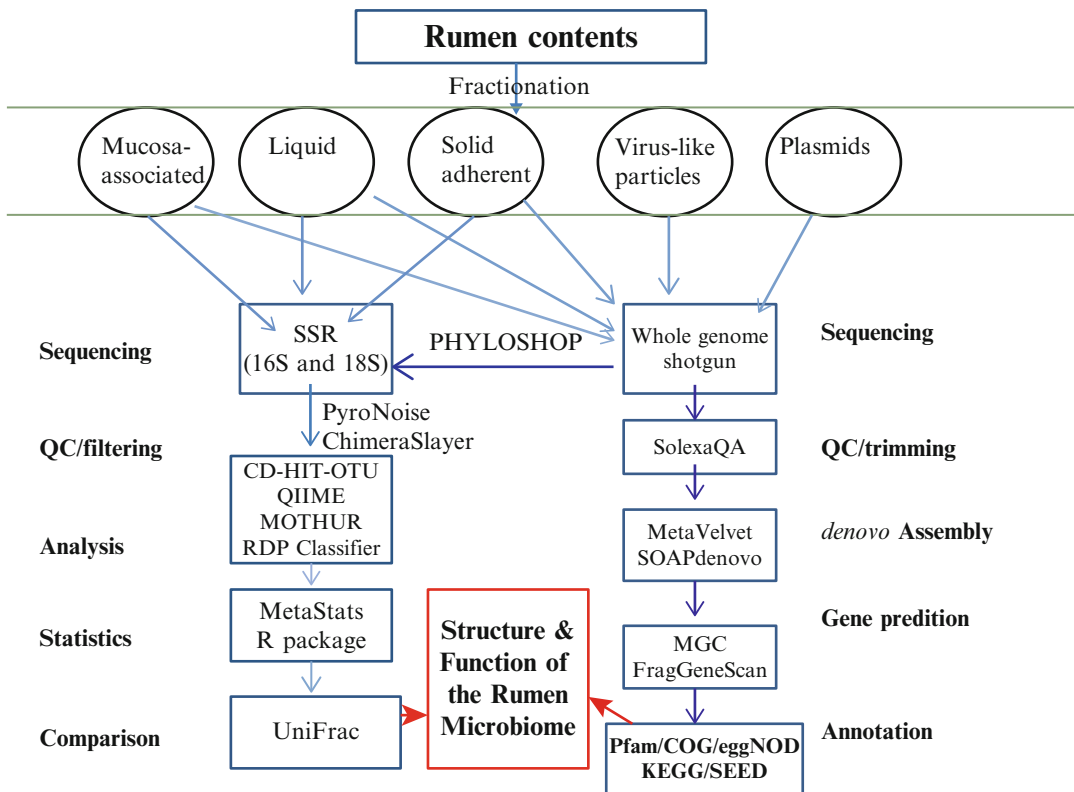 Rumen contents
Fractionation
Mucosa-
associated
Liquid
Solid
adherent
Virus-like
particles
Plasmids
Sequencing
SSR
(16S and 18S)
PHYLOSHOP
Whole genome
shotgun
Sequencing
PyroNoise
ChimeraSlayer
QC/filtering
SolexaQA
QC/trimming
CD-HIT-OTU
QIIME
MOTHUR
RDP Classifier
Analysis
MetaVelvet
SOAPdenovo
denovo Assembly
Statistics
MetaStats
R package
Structure &
Function of
the Rumen
Microbiome
MGC
FragGeneScan
Gene predition
Comparison
UniFrac
Pfam/COG/eggNOD
KEGG/SEED
Annotation